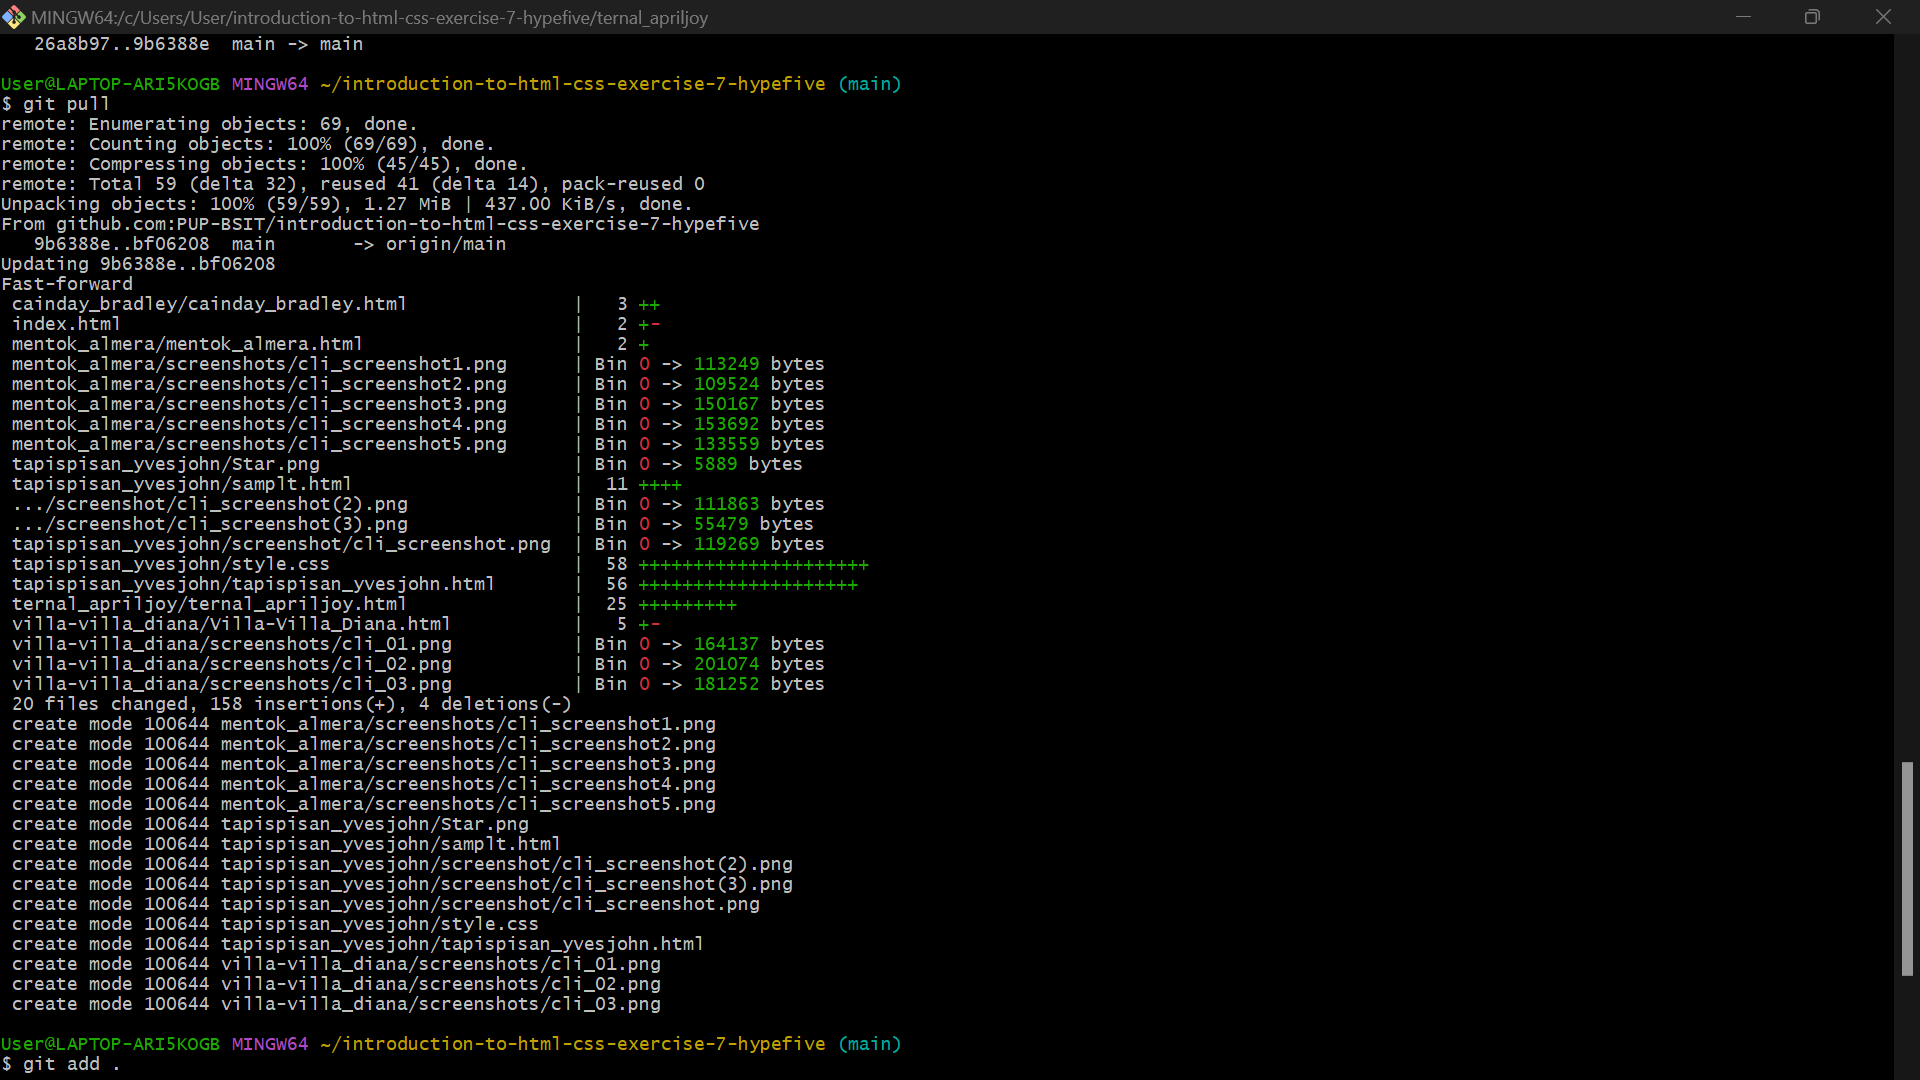 MINGW64:/c/Users/User/introduction-to-html-css-exercise-7-hypefive/ternal_apriljoy
   26a8b97..9b6388e  main -> main
User@LAPTOP-ARI5KOGB MINGW64 ~/introduction-to-html-css-exercise-7-hypefive (main)
$ git pull
remote: Enumerating objects: 69, done.
remote: Counting objects: 100% (69/69), done.
remote: Compressing objects: 100% (45/45), done.
remote: Total 59 (delta 32), reused 41 (delta 14), pack-reused 0
Unpacking objects: 100% (59/59), 1.27 MiB | 437.00 KiB/s, done.
From github.com:PUP-BSIT/introduction-to-html-css-exercise-7-hypefive
   9b6388e..bf06208  main       -> origin/main
Updating 9b6388e..bf06208
Fast-forward
 cainday_bradley/cainday_bradley.html               |   3 ++
 index.html                                         |   2 +-
 mentok_almera/mentok_almera.html                   |   2 +
 mentok_almera/screenshots/cli_screenshot1.png      | Bin 0 -> 113249 bytes
 mentok_almera/screenshots/cli_screenshot2.png      | Bin 0 -> 109524 bytes
 mentok_almera/screenshots/cli_screenshot3.png      | Bin 0 -> 150167 bytes
 mentok_almera/screenshots/cli_screenshot4.png      | Bin 0 -> 153692 bytes
 mentok_almera/screenshots/cli_screenshot5.png      | Bin 0 -> 133559 bytes
 tapispisan_yvesjohn/Star.png                       | Bin 0 -> 5889 bytes
 tapispisan_yvesjohn/samplt.html                    |  11 ++++
 .../screenshot/cli_screenshot(2).png               | Bin 0 -> 111863 bytes
 .../screenshot/cli_screenshot(3).png               | Bin 0 -> 55479 bytes
 tapispisan_yvesjohn/screenshot/cli_screenshot.png  | Bin 0 -> 119269 bytes
 tapispisan_yvesjohn/style.css                      |  58 +++++++++++++++++++++
 tapispisan_yvesjohn/tapispisan_yvesjohn.html       |  56 ++++++++++++++++++++
 ternal_apriljoy/ternal_apriljoy.html               |  25 +++++++++
 villa-villa_diana/Villa-Villa_Diana.html           |   5 +-
 villa-villa_diana/screenshots/cli_01.png           | Bin 0 -> 164137 bytes
 villa-villa_diana/screenshots/cli_02.png           | Bin 0 -> 201074 bytes
 villa-villa_diana/screenshots/cli_03.png           | Bin 0 -> 181252 bytes
 20 files changed, 158 insertions(+), 4 deletions(-)
 create mode 100644 mentok_almera/screenshots/cli_screenshot1.png
 create mode 100644 mentok_almera/screenshots/cli_screenshot2.png
 create mode 100644 mentok_almera/screenshots/cli_screenshot3.png
 create mode 100644 mentok_almera/screenshots/cli_screenshot4.png
 create mode 100644 mentok_almera/screenshots/cli_screenshot5.png
 create mode 100644 tapispisan_yvesjohn/Star.png
 create mode 100644 tapispisan_yvesjohn/samplt.html
 create mode 100644 tapispisan_yvesjohn/screenshot/cli_screenshot(2).png
 create mode 100644 tapispisan_yvesjohn/screenshot/cli_screenshot(3).png
 create mode 100644 tapispisan_yvesjohn/screenshot/cli_screenshot.png
 create mode 100644 tapispisan_yvesjohn/style.css
 create mode 100644 tapispisan_yvesjohn/tapispisan_yvesjohn.html
 create mode 100644 villa-villa_diana/screenshots/cli_01.png
 create mode 100644 villa-villa_diana/screenshots/cli_02.png
 create mode 100644 villa-villa_diana/screenshots/cli_03.png
User@LAPTOP-ARI5KOGB MINGW64 ~/introduction-to-html-css-exercise-7-hypefive (main)
$ git add .